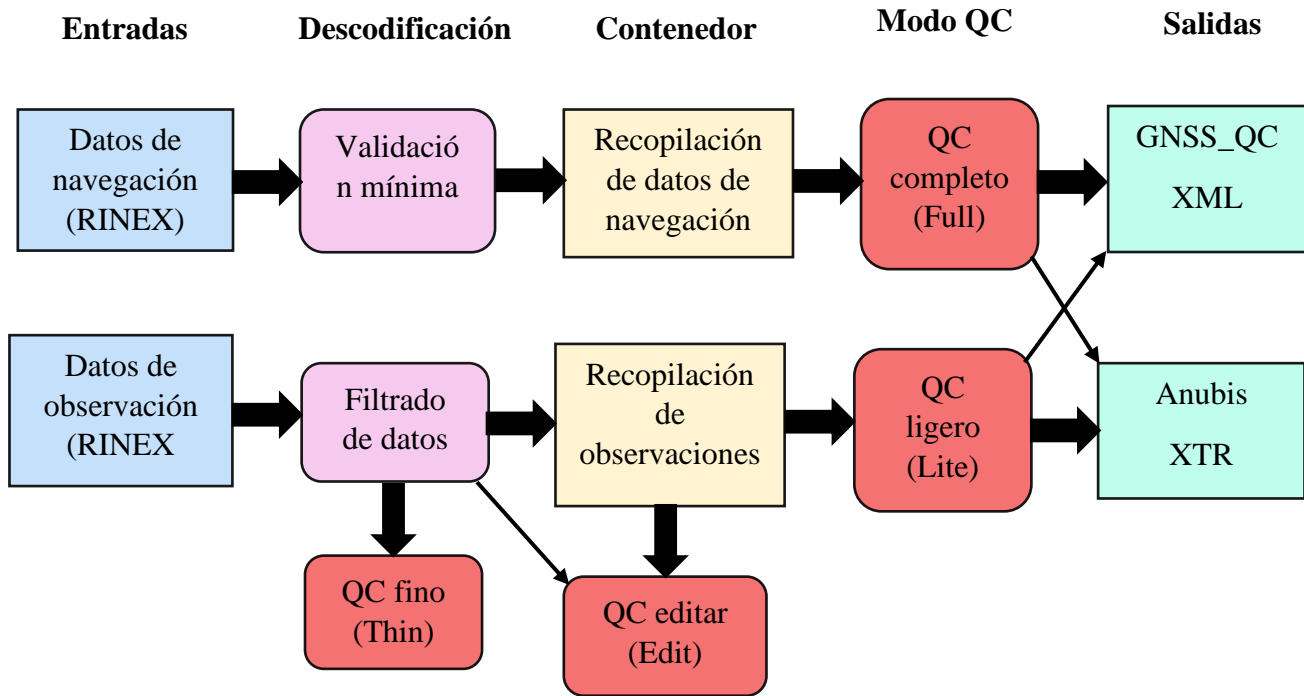 Entradas
Descodificación
Contenedor
Modo QC
Salidas
Datos de
navegación
(RINEX)
Validació
n mínima
Recopilación
de datos de
navegación
QC
completo
(Full)
GNSS_QC
XML
Datos de
observación
(RINEX
Filtrado
de datos
Recopilación
de
observaciones
QC
ligero
(Lite)
Anubis
XTR
QC fino
(Thin)
QC editar
(Edit)